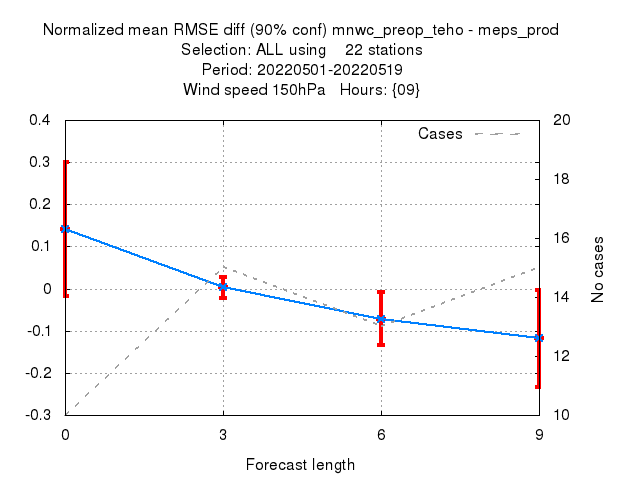 Normalized mean RMSE diff (90% conf) mnwc_preop_teho - meps_prod
Selection: ALL using    22 stations
Period: 20220501-20220519
Wind speed 150hPa   Hours: {09}
Cases
0.4
0.3
0.2
0.1
0
-0.1
-0.2
-0.3
20
18
16
14
12
10
No cases
0 3 6 9
Forecast length